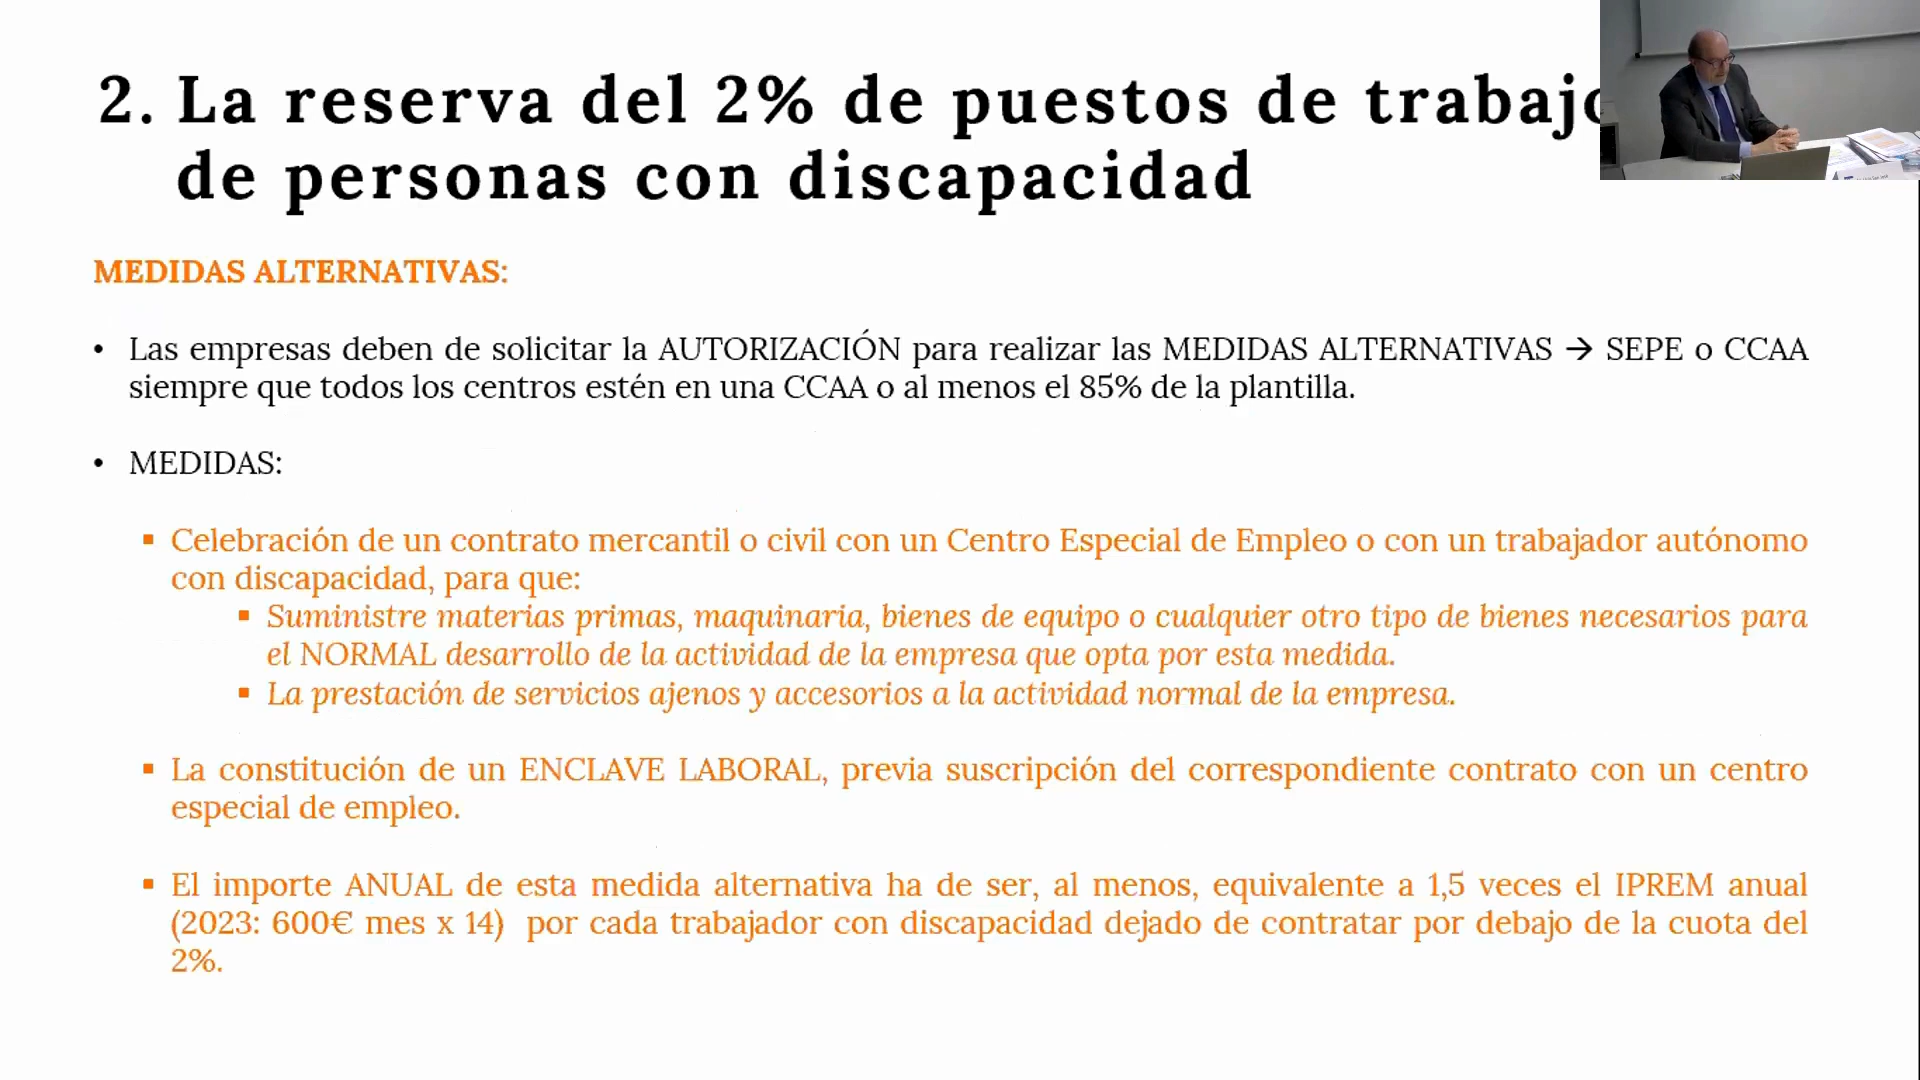 2. La reserva del 2% de puestos de trabajo
de personas con discapacidad
MEDIDAS ALTERNATIVAS:
• Las empresas deben de solicitar la AUTORIZACIÓN para realizar las MEDIDAS ALTERNATIVAS → SEPE o CCAA
siempre que todos los centros estén en una CCAA o al menos el 85% de la plantilla.
• MEDIDAS:
▪ Celebración de un contrato mercantil o civil con un Centro Especial de Empleo o con un trabajador autónomo
con discapacidad, para que:
▪ Suministre materias primas, maquinaria, bienes de equipo o cualquier otro tipo de bienes necesarios para
el NORMAL desarrollo de la actividad de la empresa que opta por esta medida.
▪ La prestación de servicios ajenos y accesorios a la actividad normal de la empresa.
▪ La constitución de un ENCLAVE LABORAL, previa suscripción del correspondiente contrato con un centro
especial de empleo.
▪ El importe ANUAL de esta medida alternativa ha de ser, al menos, equivalente a 1,5 veces el IPREM anual
(2023: 600€ mes x 14) por cada trabajador con discapacidad dejado de contratar por debajo de la cuota del
2%.